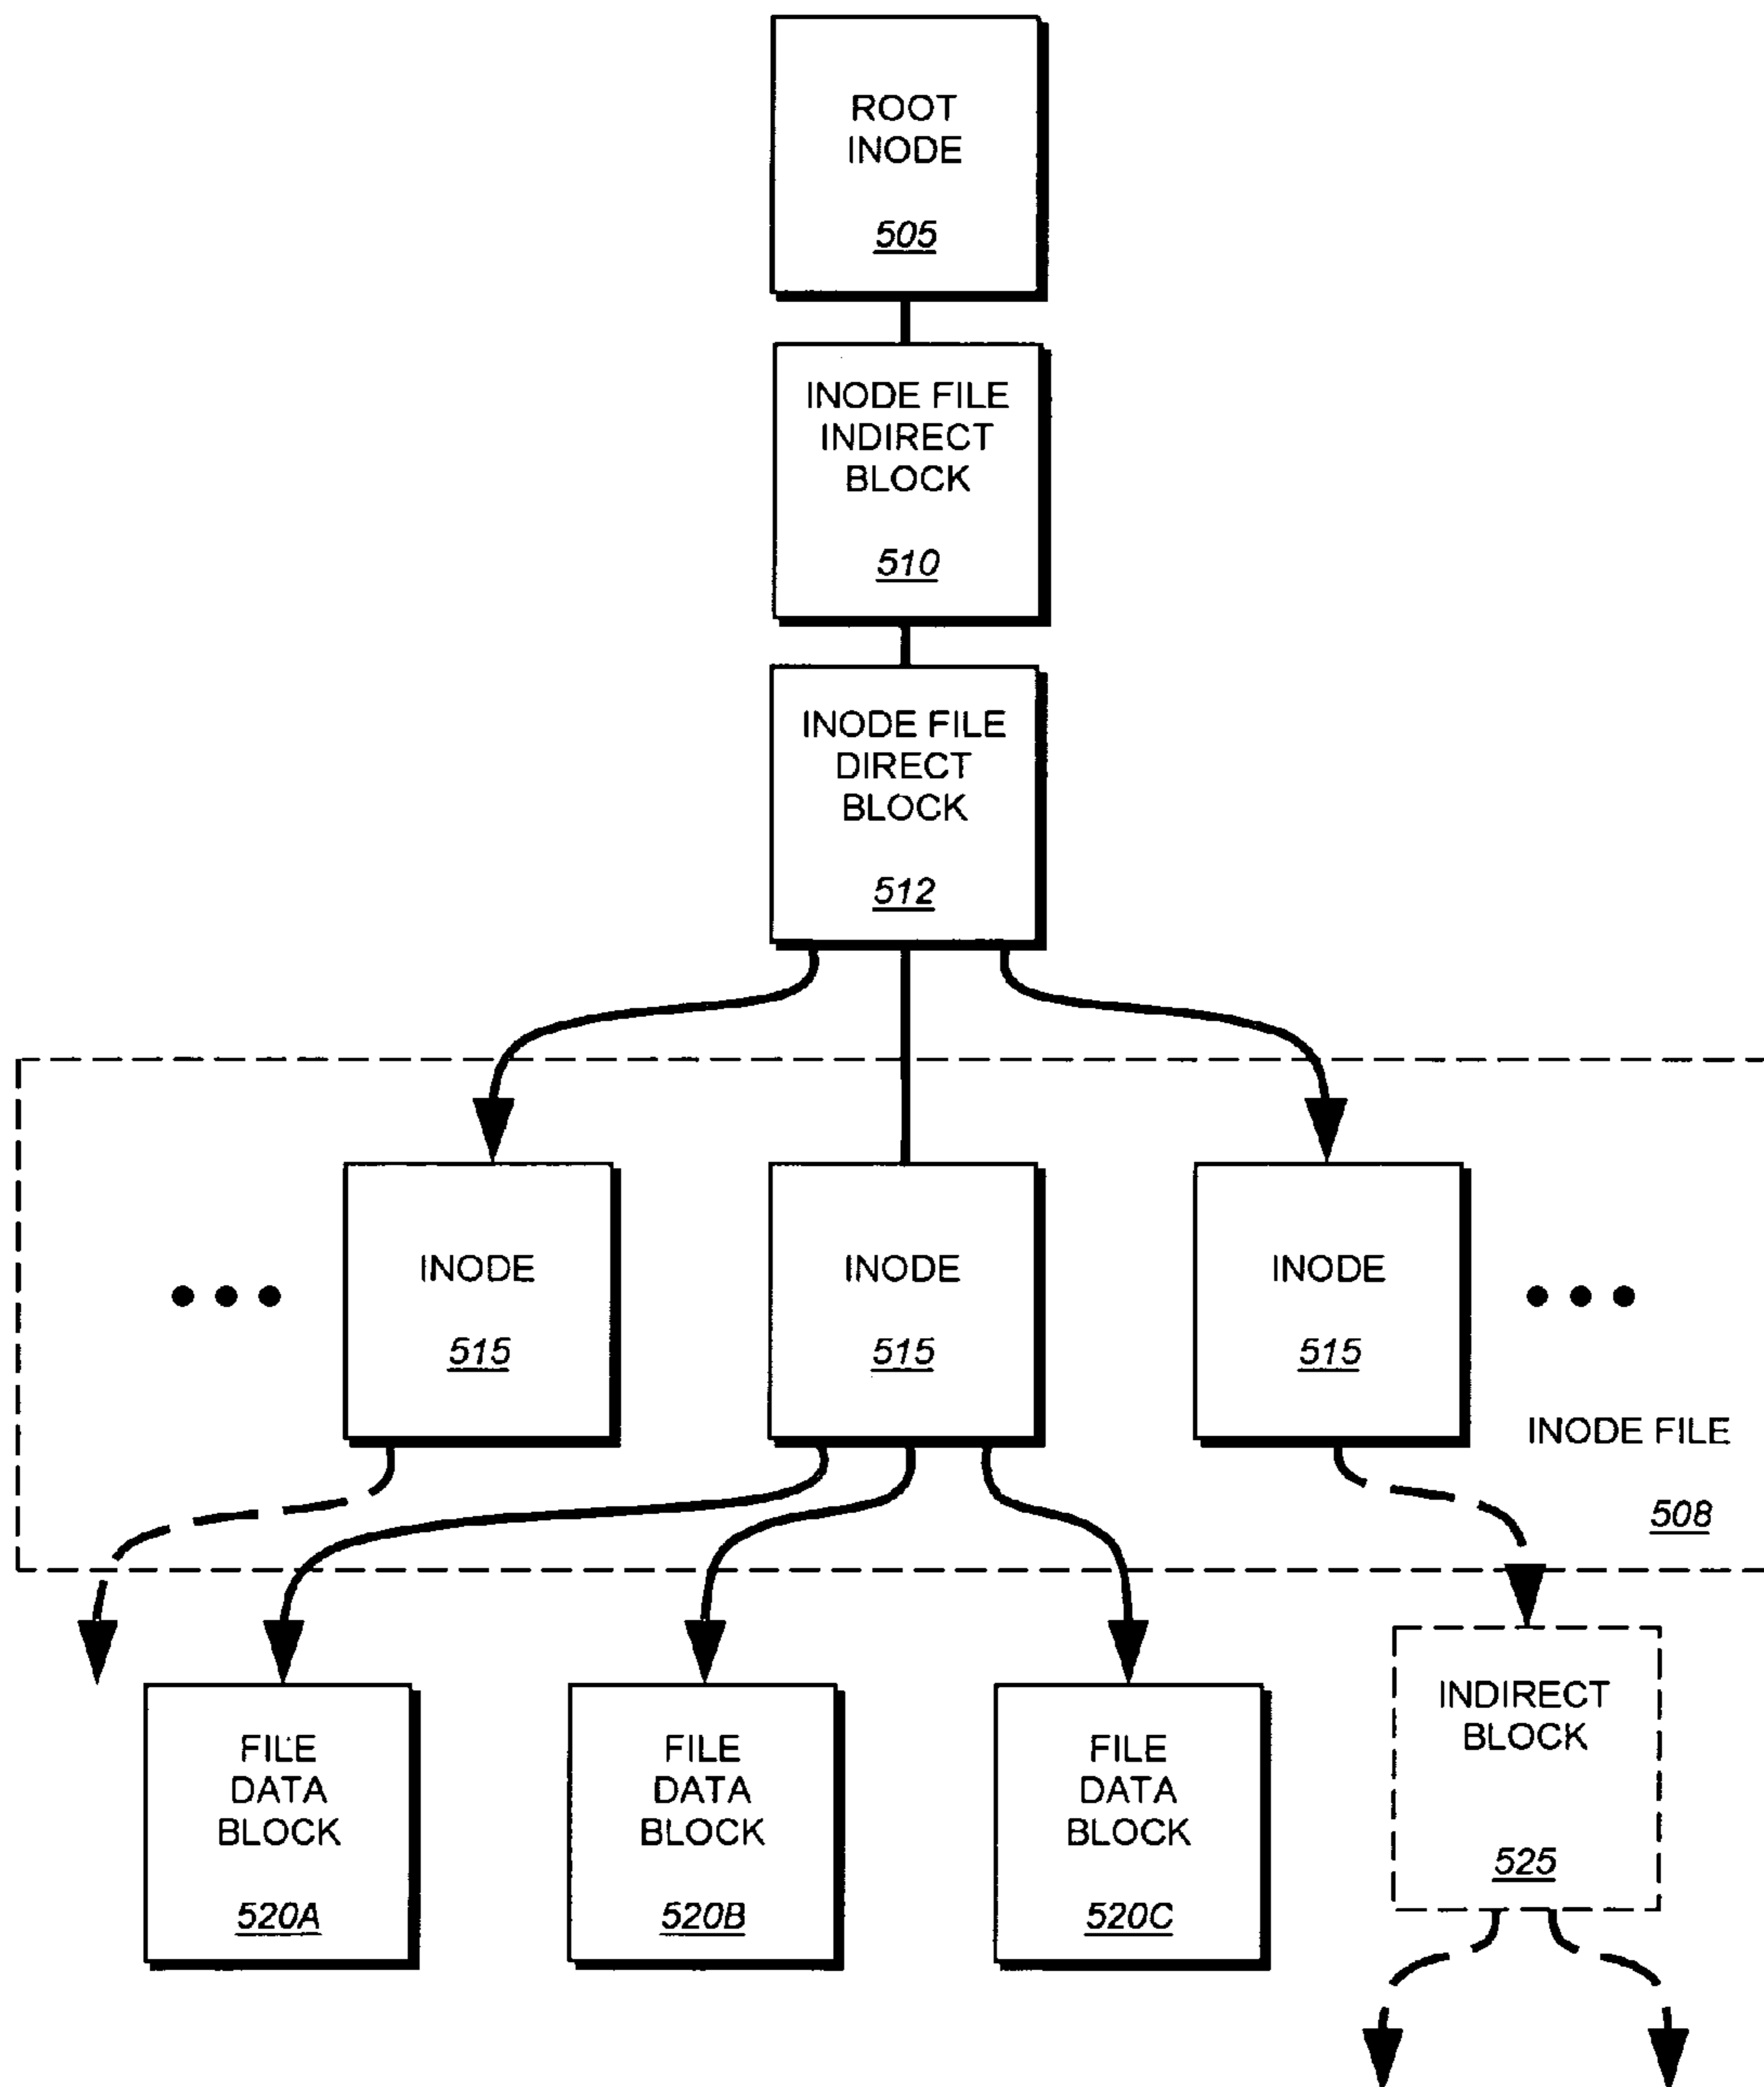 ROOT
INODE
505
INODE FILE
INDIRECT
BLOCK
510
INODE FILE
DIRECT
BLOCK
512
INODE
515
INODE
515
INODE
515
INODE FILE
508
FILE
DATA
BLOCK
520A
FILE
DATA
BLOCK
520B
FILE
DATA
BLOCK
520C
INDIRECT
BLOCK
525